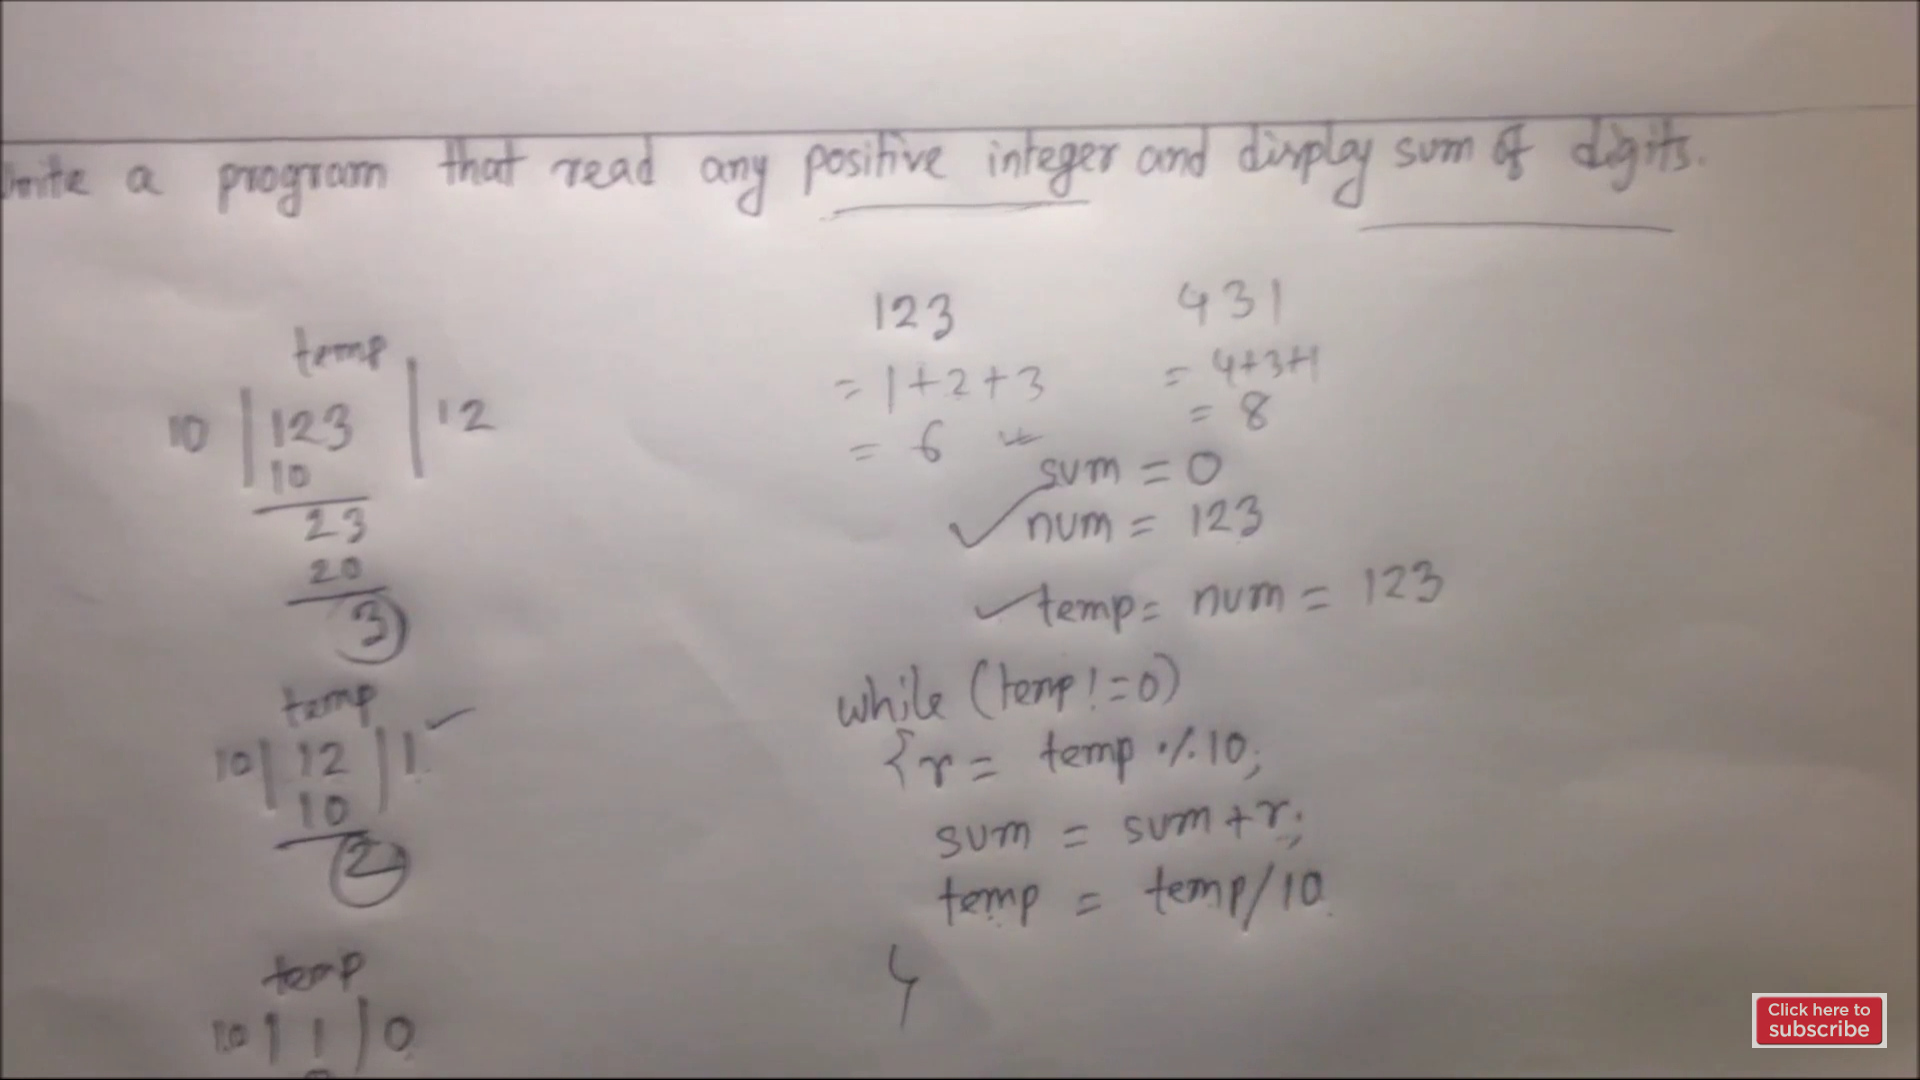 write a program that read any positive integer and display sum of digits.
temp
10 | 123 | 12
10
23
20
3
temp
10 | 12 | 1
10
2
temp
10 | 1 | 0
123
= 1+2+3
= 6
431
= 4+3+1
= 8
sum = 0
num = 123
temp = num = 123
while (temp != 0)
{ r = temp % 10;
sum = sum + r;
temp = temp/10
}
Click here to
subscribe